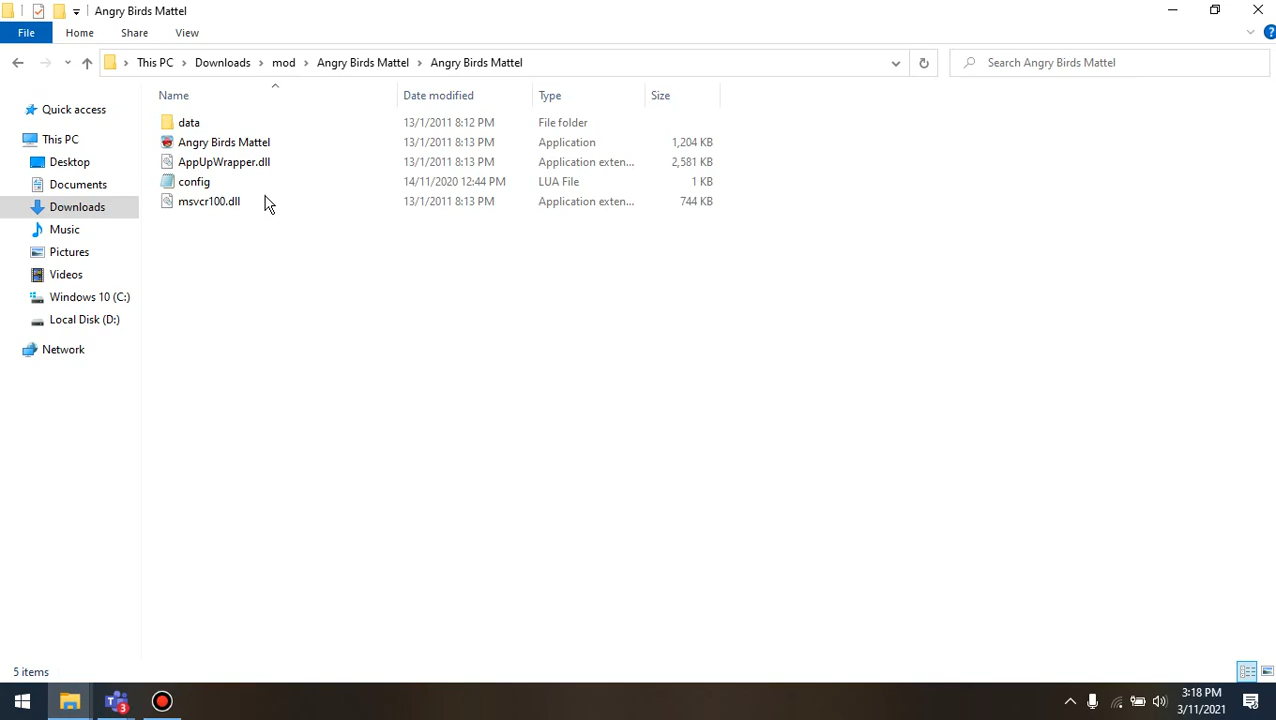 Angry Birds Mattel
File Home Share View
This PC Downloads mod Angry Birds Mattel Angry Birds Mattel
Search Angry Birds Mattel
Name Date modified Type Size
Quick access
This PC
Desktop
Documents
Downloads
Music
Pictures
Videos
Windows 10 (C:)
Local Disk (D:)
Network
data 13/1/2011 8:12 PM File folder
Angry Birds Mattel 13/1/2011 8:13 PM Application 1,204 KB
AppUpWrapper.dll 13/1/2011 8:13 PM Application exten... 2,581 KB
config 14/11/2020 12:44 PM LUA File 1 KB
msvcr100.dll 13/1/2011 8:13 PM Application exten... 744 KB
5 items
3
3:18 PM
3/11/2021